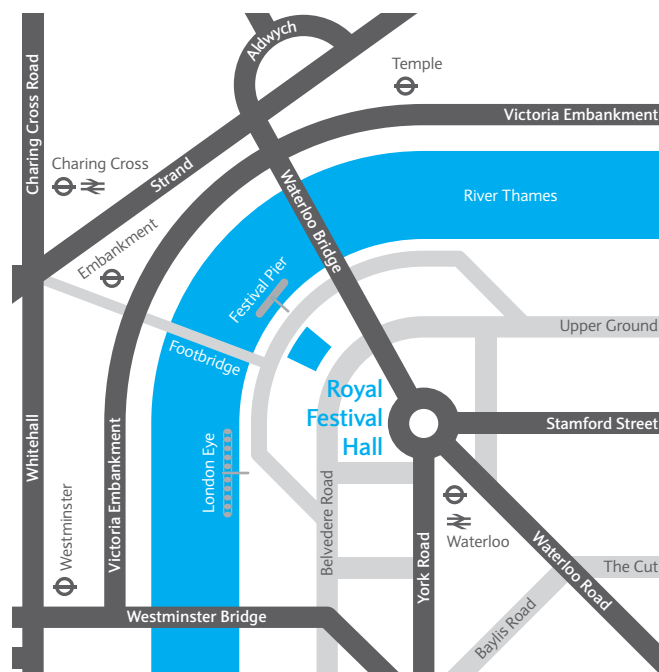 Aldwych
Temple
Victoria Embankment
Charing Cross Road
Charing Cross
Strand
River Thames
Waterloo Bridge
Embankment
Festival Pier
Footbridge
Upper Ground
Royal
Festival
Hall
Stamford Street
Whitehall
Victoria Embankment
London Eye
Belvedere Road
Westminster
Waterloo
York Road
Waterloo Road
The Cut
Westminster Bridge
Baylis Road